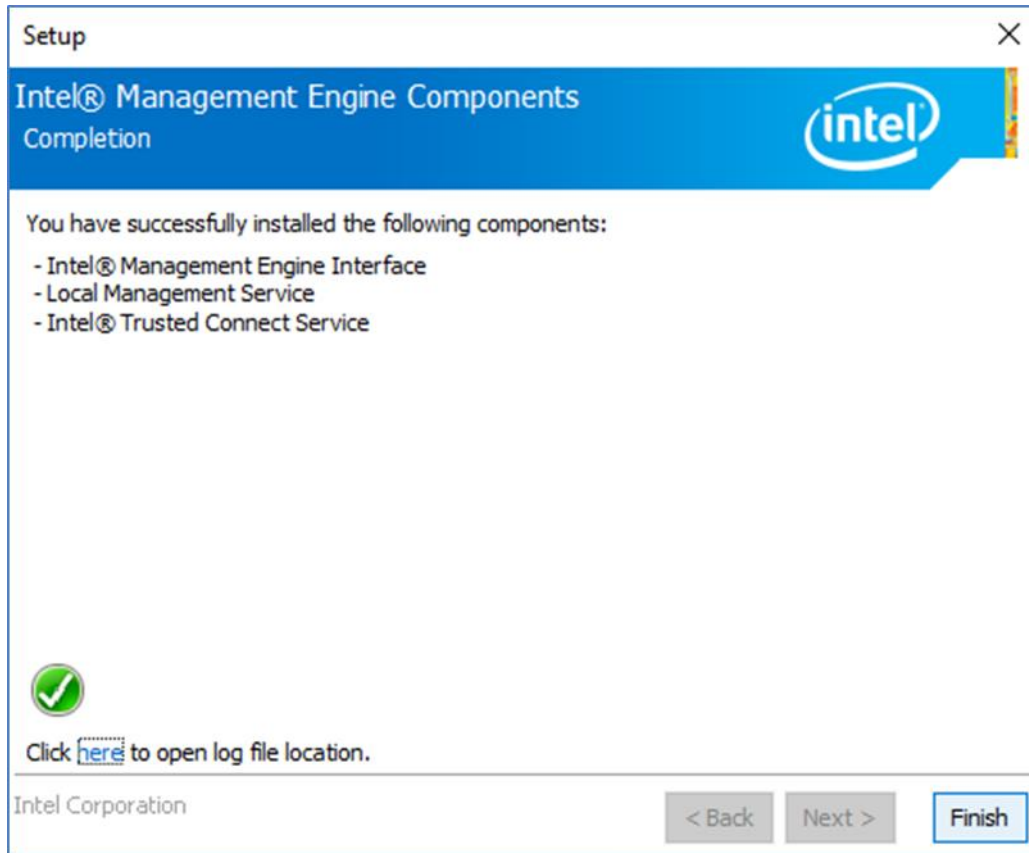 Setup
Intel® Management Engine Components
Completion
intel
You have successfully installed the following components:
- Intel® Management Engine Interface
- Local Management Service
- Intel® Trusted Connect Service
Click here to open log file location.
Intel Corporation
< Back Next > Finish